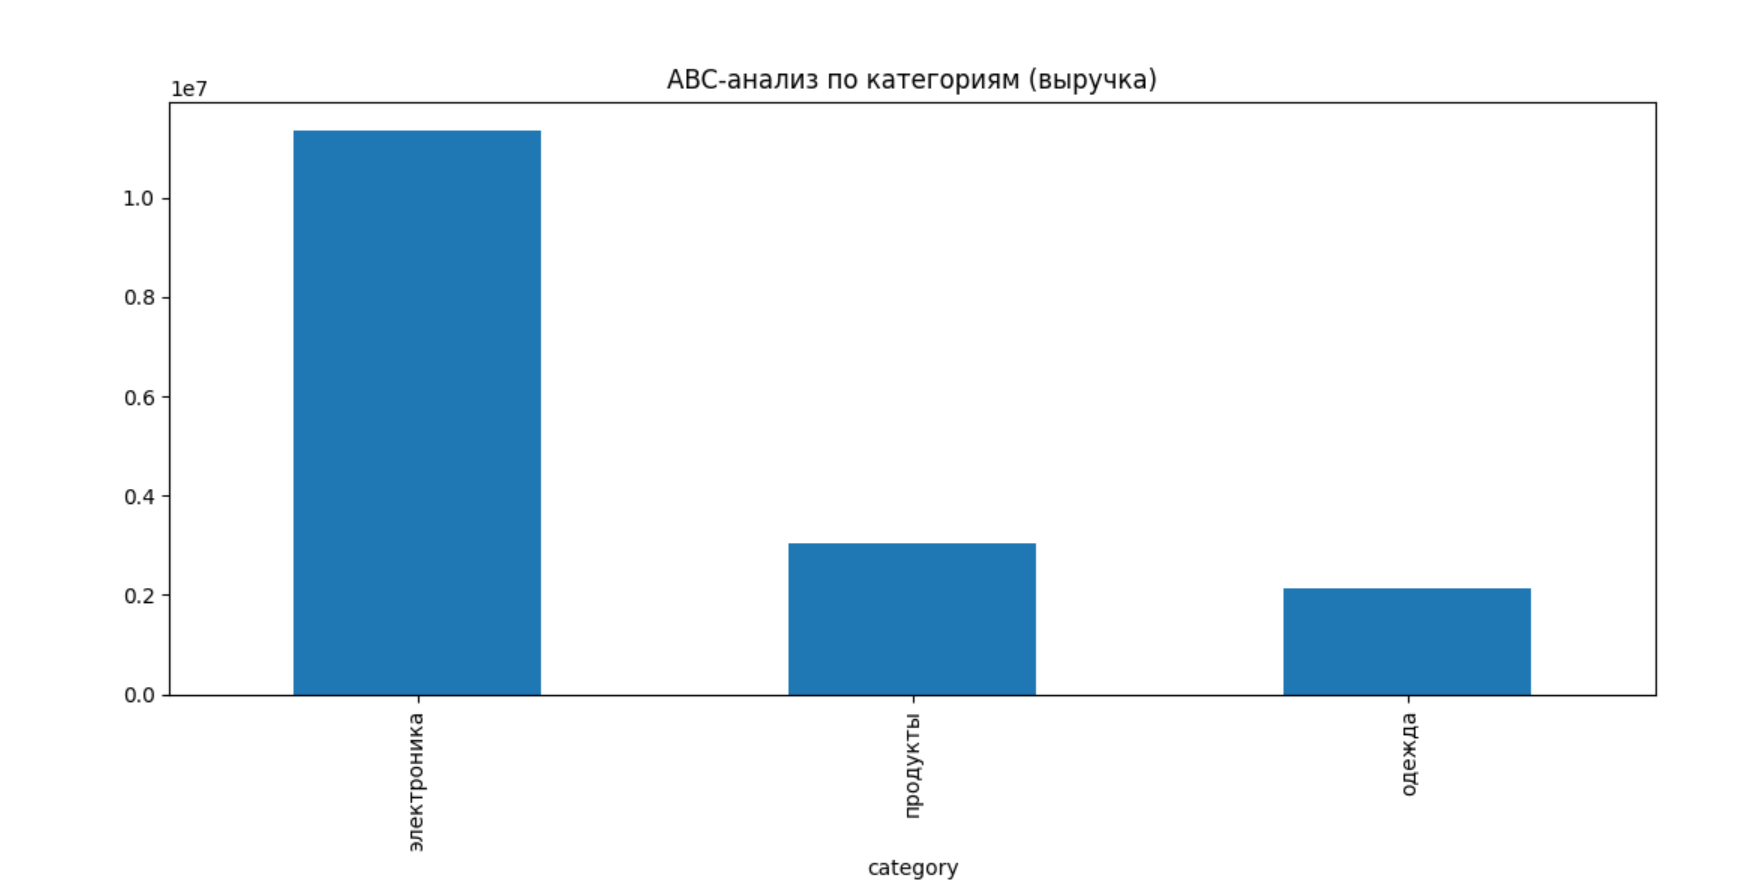 ABC-анализ по категориям (выручка)
1e7
1.0
0.8
0.6
0.4
0.2
0.0
электроника
продукты
одежда
category